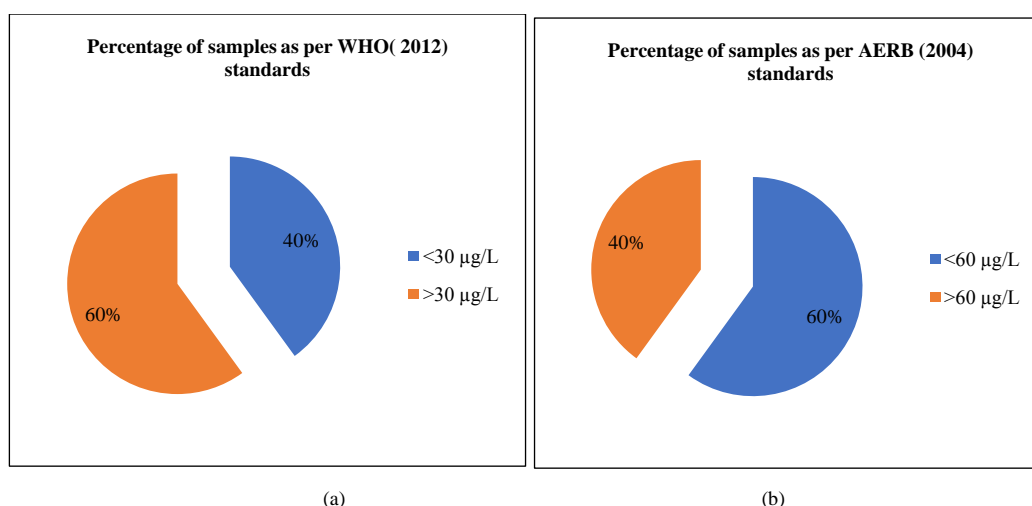 Percentage of samples as per WHO( 2012)
standards
40%
60%
<30 µg/L
>30 µg/L
(a)
Percentage of samples as per AERB (2004)
standards
40%
60%
<60 µg/L
>60 µg/L
(b)